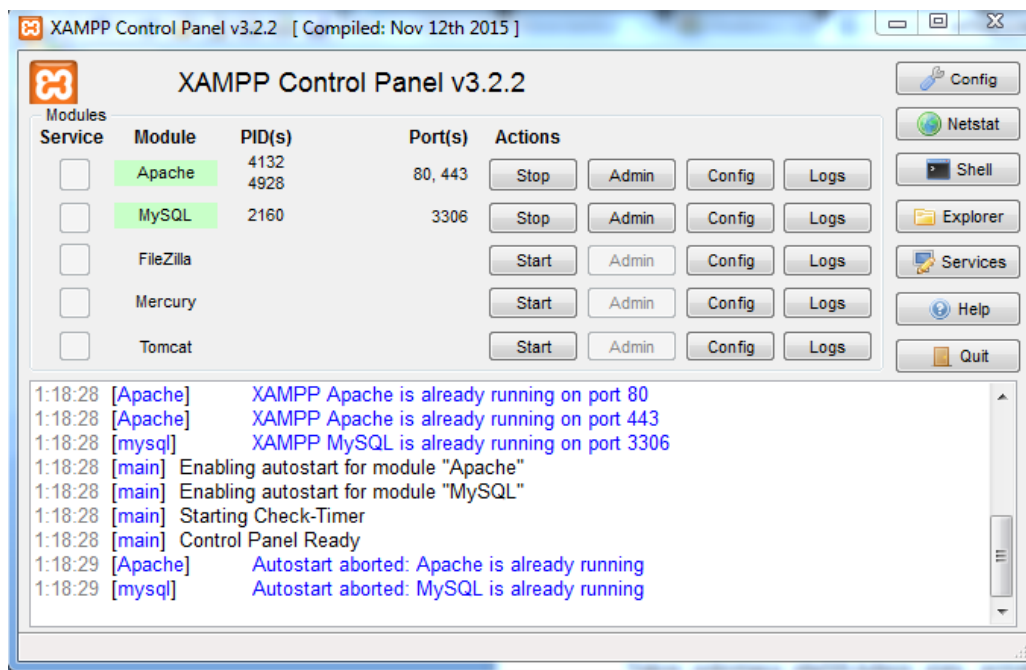 XAMPP Control Panel v3.2.2 [ Compiled: Nov 12th 2015 ]
XAMPP Control Panel v3.2.2
Config
Netstat
Shell
Explorer
Services
Help
Quit
Modules
Service Module PID(s) Port(s) Actions
Apache 4132 4928 80, 443 Stop Admin Config Logs
MySQL 2160 3306 Stop Admin Config Logs
FileZilla Start Admin Config Logs
Mercury Start Admin Config Logs
Tomcat Start Admin Config Logs
1:18:28 [Apache] XAMPP Apache is already running on port 80
1:18:28 [Apache] XAMPP Apache is already running on port 443
1:18:28 [mysql] XAMPP MySQL is already running on port 3306
1:18:28 [main] Enabling autostart for module "Apache"
1:18:28 [main] Enabling autostart for module "MySQL"
1:18:28 [main] Starting Check-Timer
1:18:28 [main] Control Panel Ready
1:18:29 [Apache] Autostart aborted: Apache is already running
1:18:29 [mysql] Autostart aborted: MySQL is already running